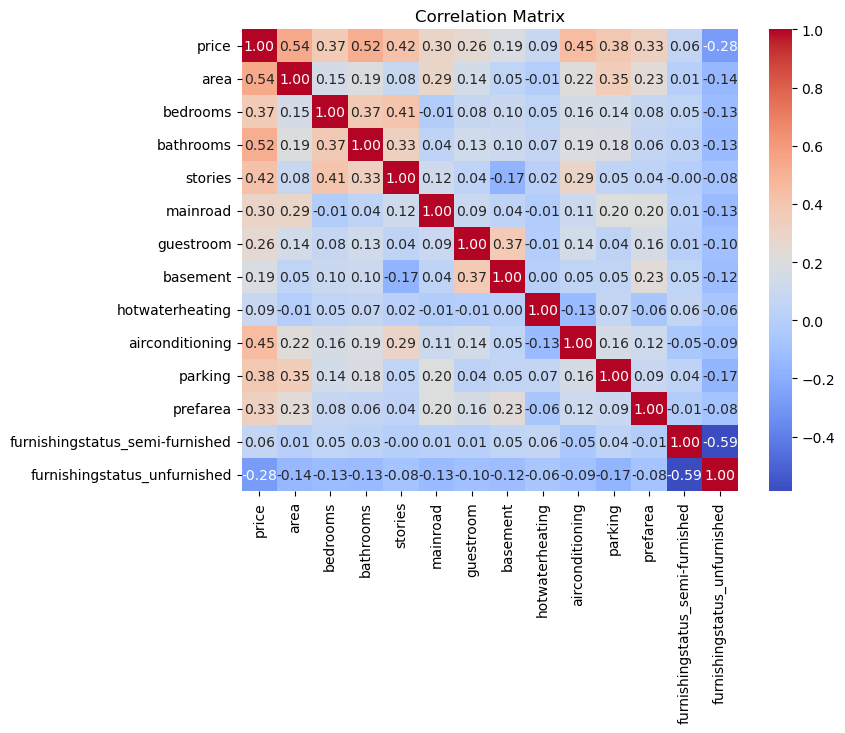 Correlation Matrix
price 1.00 0.54 0.37 0.52 0.42 0.30 0.26 0.19 0.09 0.45 0.38 0.33 0.06 -0.28
area 0.54 1.00 0.15 0.19 0.08 0.29 0.14 0.05 -0.01 0.22 0.35 0.23 0.01 -0.14
bedrooms 0.37 0.15 1.00 0.37 0.41 -0.01 0.08 0.10 0.05 0.16 0.14 0.08 0.05 -0.13
bathrooms 0.52 0.19 0.37 1.00 0.33 0.04 0.13 0.10 0.07 0.19 0.18 0.06 0.03 -0.13
stories 0.42 0.08 0.41 0.33 1.00 0.12 0.04 -0.17 0.02 0.29 0.05 0.04 -0.00 -0.08
mainroad 0.30 0.29 -0.01 0.04 0.12 1.00 0.09 0.04 -0.01 0.11 0.20 0.20 0.01 -0.13
guestroom 0.26 0.14 0.08 0.13 0.04 0.09 1.00 0.37 -0.01 0.14 0.04 0.16 0.01 -0.10
basement 0.19 0.05 0.10 0.10 -0.17 0.04 0.37 1.00 0.00 0.05 0.05 0.23 0.05 -0.12
hotwaterheating 0.09 -0.01 0.05 0.07 0.02 -0.01 -0.01 0.00 1.00 -0.13 0.07 -0.06 0.06 -0.06
airconditioning 0.45 0.22 0.16 0.19 0.29 0.11 0.14 0.05 -0.13 1.00 0.16 0.12 -0.05 -0.09
parking 0.38 0.35 0.14 0.18 0.05 0.20 0.04 0.05 0.07 0.16 1.00 0.09 0.04 -0.17
prefarea 0.33 0.23 0.08 0.06 0.04 0.20 0.16 0.23 -0.06 0.12 0.09 1.00 -0.01 -0.08
furnishingstatus_semi-furnished 0.06 0.01 0.05 0.03 -0.00 0.01 0.01 0.05 0.06 -0.05 0.04 -0.01 1.00 -0.59
furnishingstatus_unfurnished -0.28 -0.14 -0.13 -0.13 -0.08 -0.13 -0.10 -0.12 -0.06 -0.09 -0.17 -0.08 -0.59 1.00
price
area
bedrooms
bathrooms
stories
mainroad
guestroom
basement
hotwaterheating
airconditioning
parking
prefarea
furnishingstatus_semi-furnished
furnishingstatus_unfurnished
1.0
0.8
0.6
0.4
0.2
0.0
-0.2
-0.4